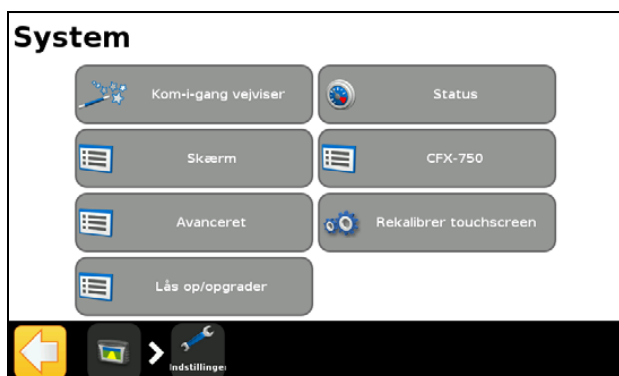 System
Kom-i-gang vejviser
Status
Skærm
CFX-750
Avanceret
Rekalibrer touchscreen
Lås op/opgrader
Indstillinger